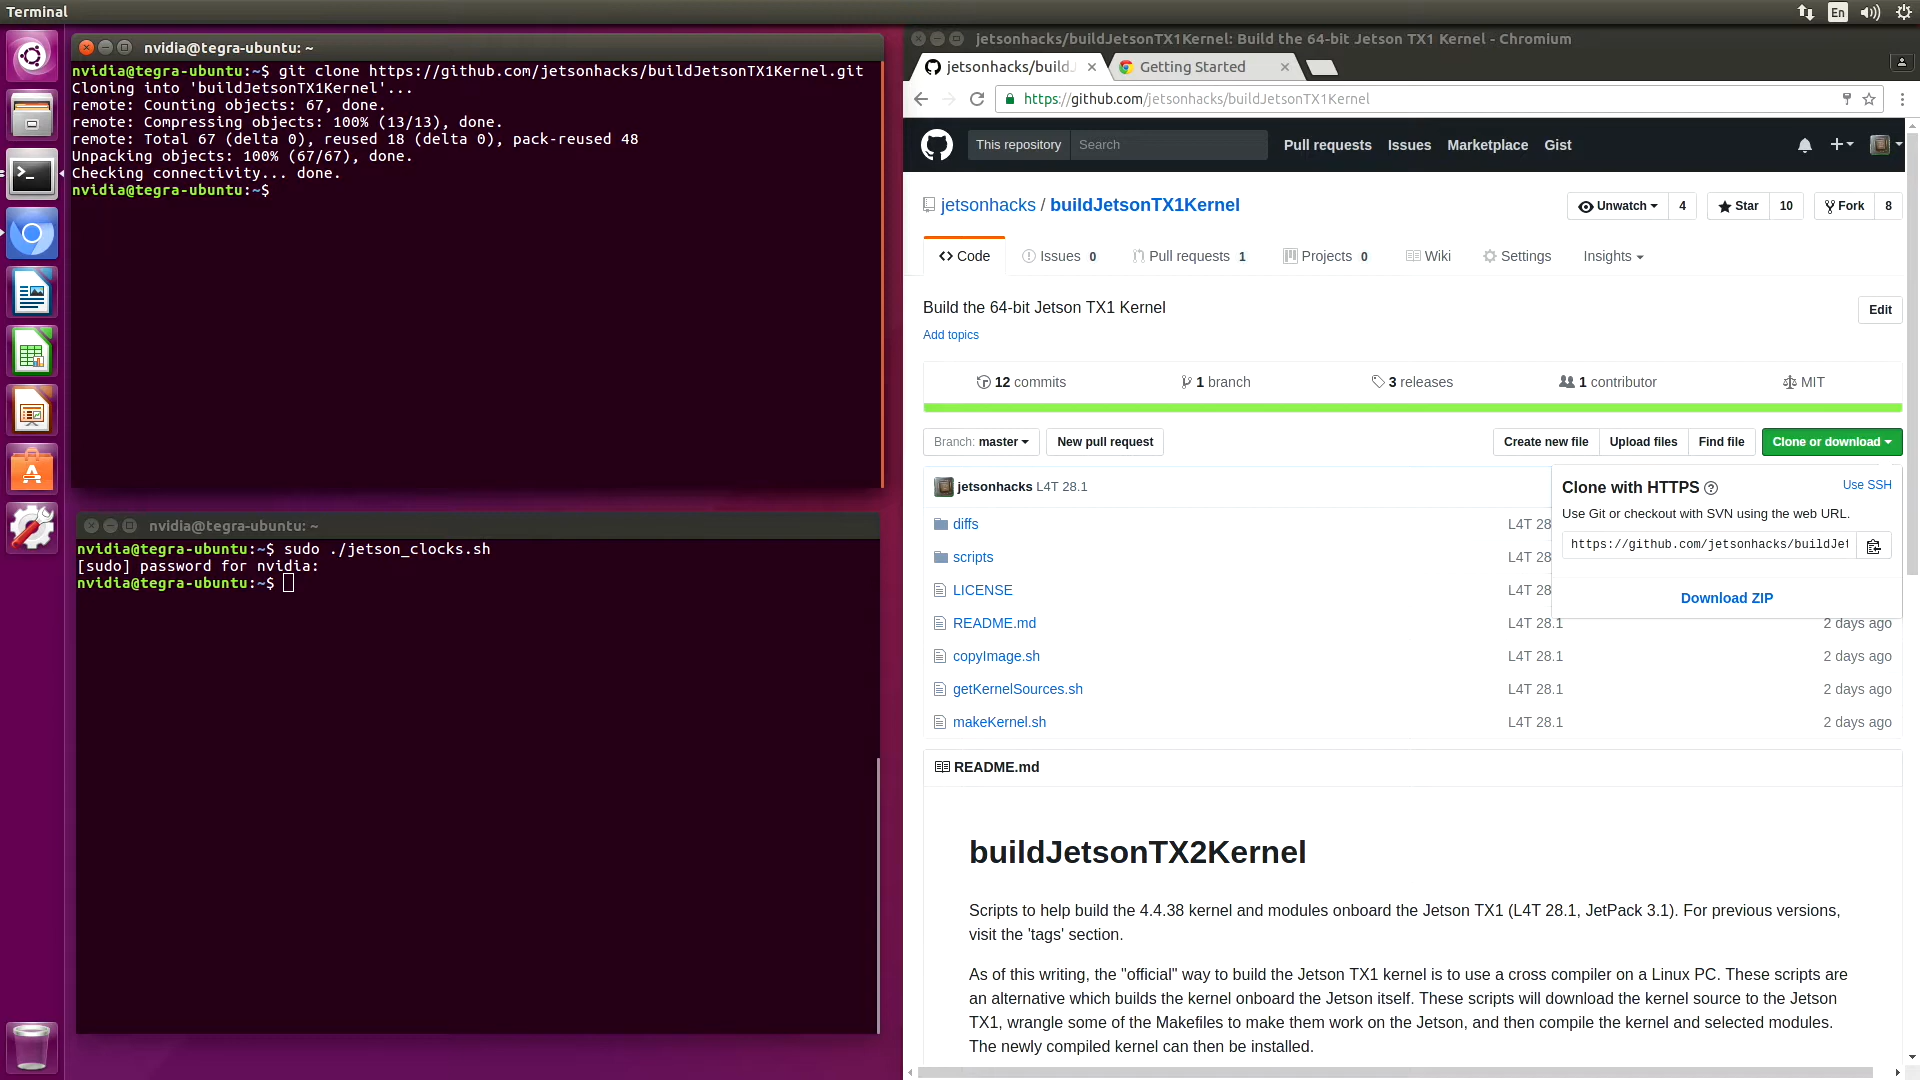 Terminal
En
nvidia@tegra-ubuntu: ~
nvidia@tegra-ubuntu:~$ git clone https://github.com/jetsonhacks/buildJetsonTX1Kernel.git
Cloning into 'buildJetsonTX1Kernel'...
remote: Counting objects: 67, done.
remote: Compressing objects: 100% (13/13), done.
remote: Total 67 (delta 0), reused 18 (delta 0), pack-reused 48
Unpacking objects: 100% (67/67), done.
Checking connectivity... done.
nvidia@tegra-ubuntu:~$
nvidia@tegra-ubuntu: ~
nvidia@tegra-ubuntu:~$ sudo ./jetson_clocks.sh
[sudo] password for nvidia:
nvidia@tegra-ubuntu:~$
jetsonhacks/buildJetsonTX1Kernel: Build the 64-bit Jetson TX1 Kernel - Chromium
jetsonhacks/build Getting Started
https://github.com/jetsonhacks/buildJetsonTX1Kernel
This repository Search Pull requests Issues Marketplace Gist
jetsonhacks / buildJetsonTX1Kernel Unwatch 4 Star 10 Fork 8
Code Issues 0 Pull requests 1 Projects 0 Wiki Settings Insights
Build the 64-bit Jetson TX1 Kernel Edit
Add topics
12 commits 1 branch 3 releases 1 contributor MIT
Branch: master New pull request Create new file Upload files Find file Clone or download
jetsonhacks L4T 28.1
Clone with HTTPS ? Use SSH
Use Git or checkout with SVN using the web URL.
https://github.com/jetsonhacks/buildJet
Download ZIP
diffs L4T 28
scripts L4T 28
LICENSE L4T 28
README.md L4T 28.1 2 days ago
copyImage.sh L4T 28.1 2 days ago
getKernelSources.sh L4T 28.1 2 days ago
makeKernel.sh L4T 28.1 2 days ago
README.md
buildJetsonTX2Kernel
Scripts to help build the 4.4.38 kernel and modules onboard the Jetson TX1 (L4T 28.1, JetPack 3.1). For previous versions,
visit the 'tags' section.
As of this writing, the "official" way to build the Jetson TX1 kernel is to use a cross compiler on a Linux PC. These scripts are
an alternative which builds the kernel onboard the Jetson itself. These scripts will download the kernel source to the Jetson
TX1, wrangle some of the Makefiles to make them work on the Jetson, and then compile the kernel and selected modules.
The newly compiled kernel can then be installed.